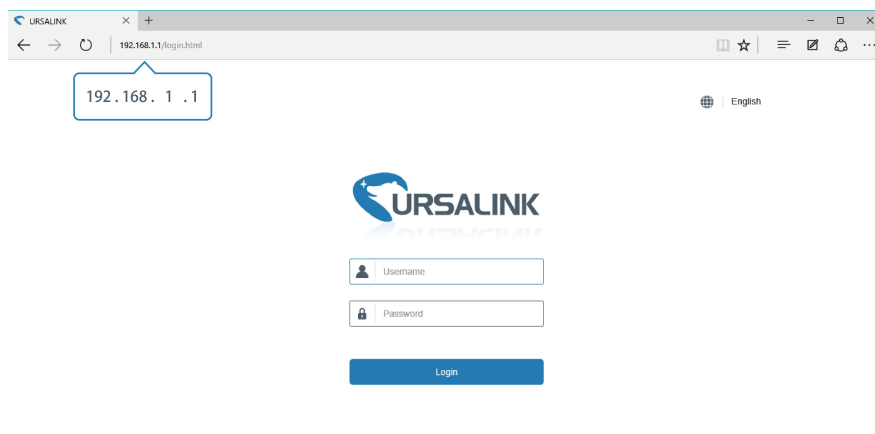 URSALINK
192.168.1.1/login.html
192.168. 1 .1
English
URSALINK
Username
Password
Login